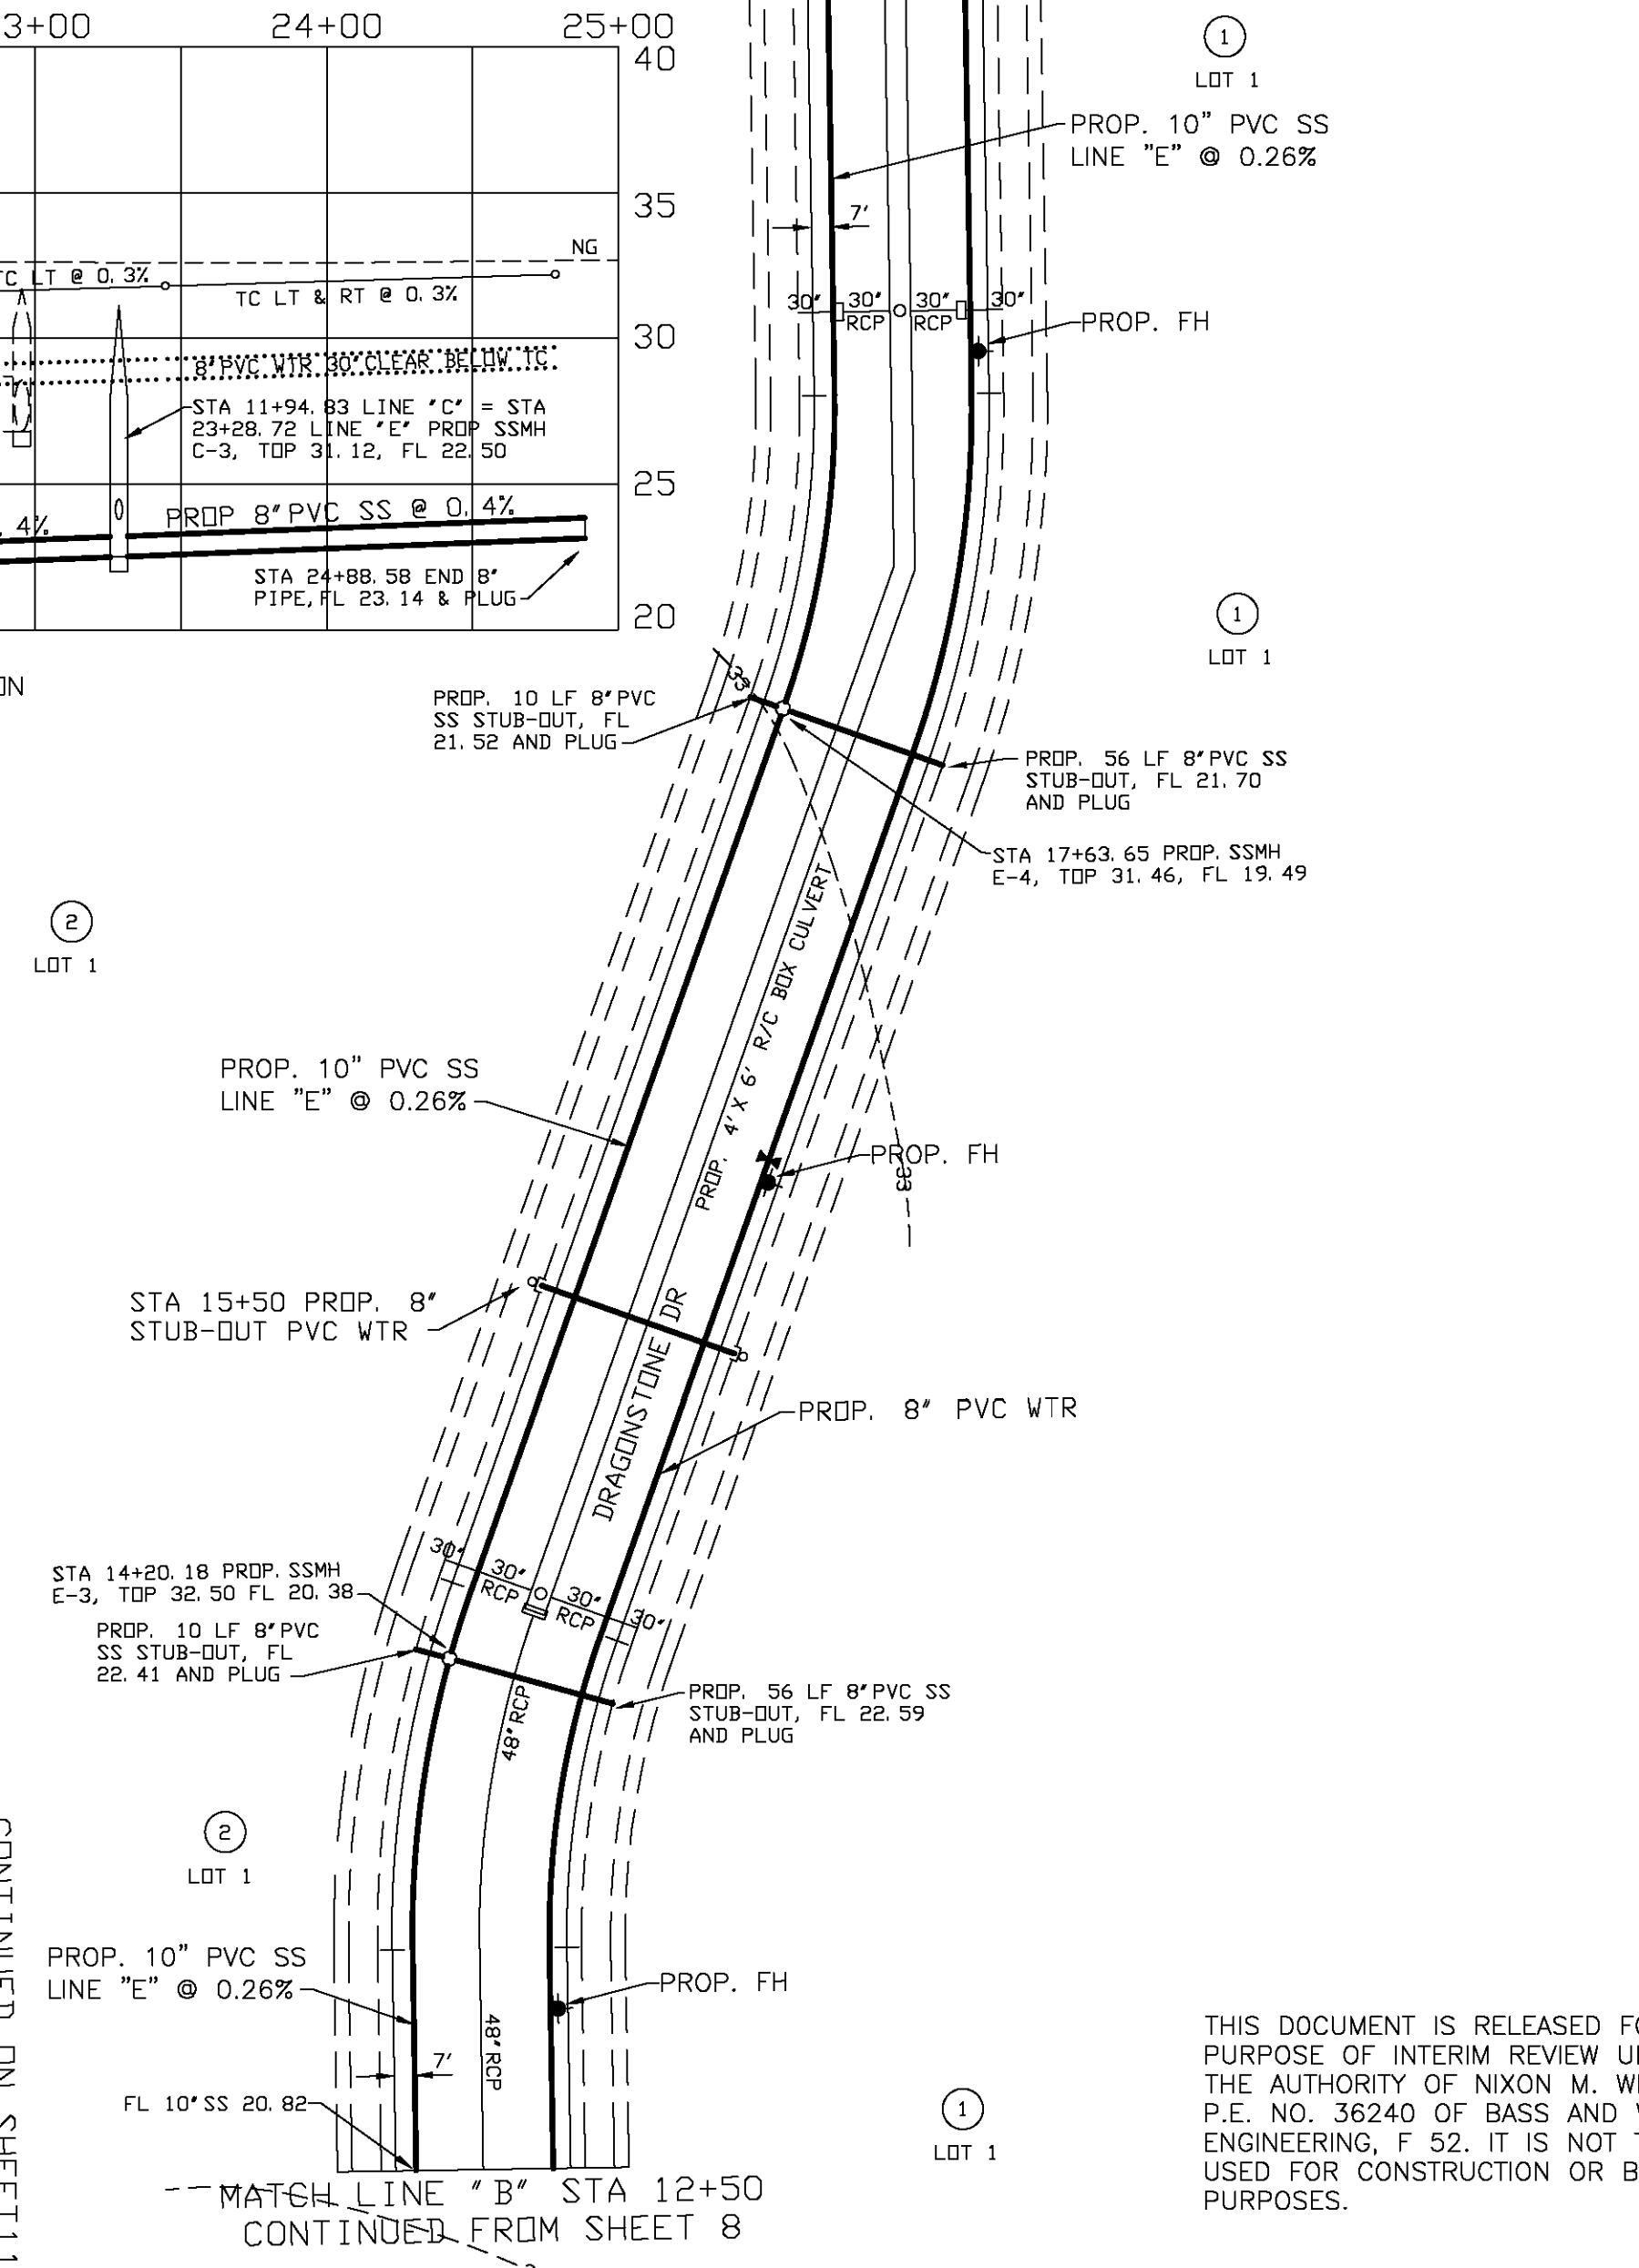 3+00
24+00
25+00
40
35
30
25
20
NG
TC LT @ 0.3%
TC LT & RT @ 0.3%
8" PVC WTR 30" CLEAR BELOW TC
STA 11+94.83 LINE "C" = STA
23+28.72 LINE "E" PROP SSMH
C-3, TOP 31.12, FL 22.50
4%
PROP 8" PVC SS @ 0.4%
STA 24+88.58 END 8"
PIPE, FL 23.14 & PLUG
ON
1
LOT 1
PROP. 10" PVC SS
LINE "E" @ 0.26%
7'
30"
30"
RCP
30"
RCP
30"
PROP. FH
1
LOT 1
33
PROP. 10 LF 8" PVC
SS STUB-OUT, FL
21.52 AND PLUG
PROP. 56 LF 8" PVC SS
STUB-OUT, FL 21.70
AND PLUG
STA 17+63.65 PROP. SSMH
E-4, TOP 31.46, FL 19.49
2
LOT 1
PROP. 4' X 6' R/C BOX CULVERT
PROP. 10" PVC SS
LINE "E" @ 0.26%
PROP. FH
33
STA 15+50 PROP. 8"
STUB-OUT PVC WTR
DRAGONSTONE DR
PROP. 8" PVC WTR
30"
30"
RCP
30"
RCP
30"
STA 14+20.18 PROP. SSMH
E-3, TOP 32.50 FL 20.38
PROP. 10 LF 8" PVC
SS STUB-OUT, FL
22.41 AND PLUG
48" RCP
PROP. 56 LF 8" PVC SS
STUB-OUT, FL 22.59
AND PLUG
2
LOT 1
PROP. 10" PVC SS
LINE "E" @ 0.26%
PROP. FH
48" RCP
7'
FL 10" SS 20.82
1
LOT 1
MATCH LINE "B" STA 12+50
CONTINUED FROM SHEET 8
CONTINUED ON SHEET 11
THIS DOCUMENT IS RELEASED FO
PURPOSE OF INTERIM REVIEW U
THE AUTHORITY OF NIXON M. W
P.E. NO. 36240 OF BASS AND
ENGINEERING, F 52. IT IS NOT T
USED FOR CONSTRUCTION OR B
PURPOSES.